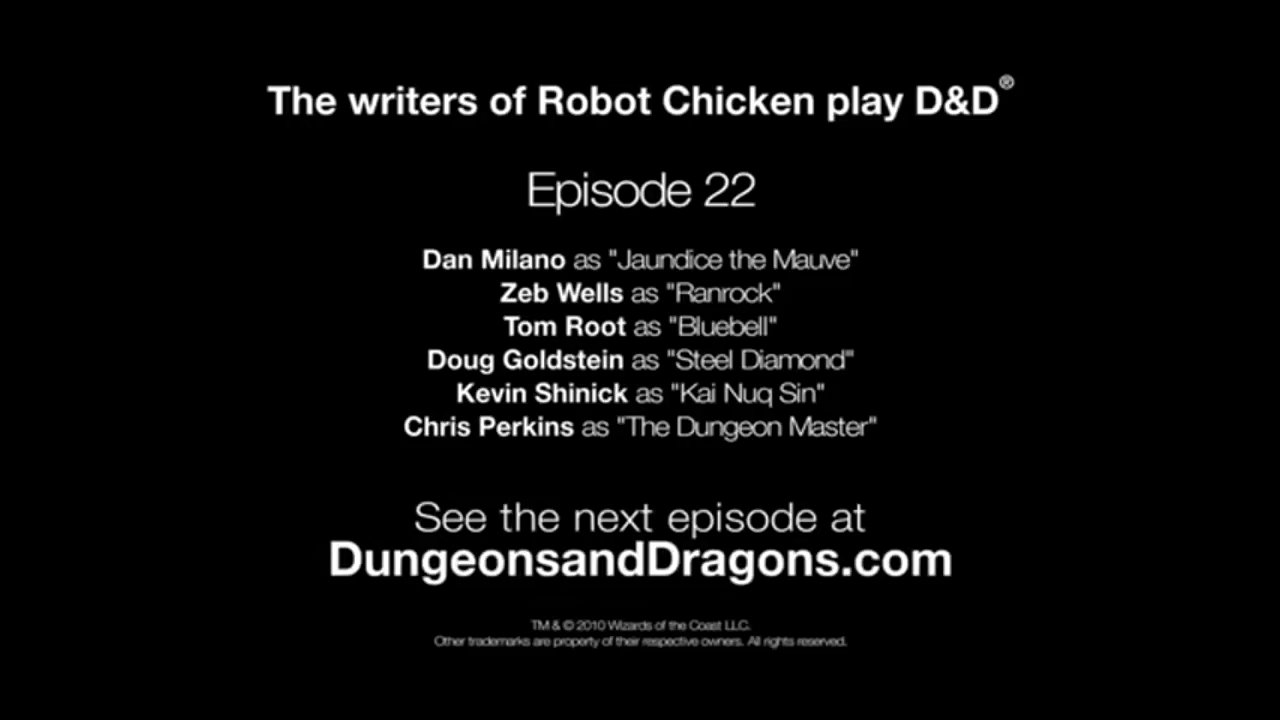 The writers of Robot Chicken play D&D®
Episode 22
Dan Milano as "Jaundice the Mauve"
Zeb Wells as "Ranrock"
Tom Root as "Bluebell"
Doug Goldstein as "Steel Diamond"
Kevin Shinick as "Kai Nuq Sin"
Chris Perkins as "The Dungeon Master"
See the next episode at
DungeonsandDragons.com
TM & © 2010 Wizards of the Coast LLC.
Other trademarks are property of their respective owners. All rights reserved.